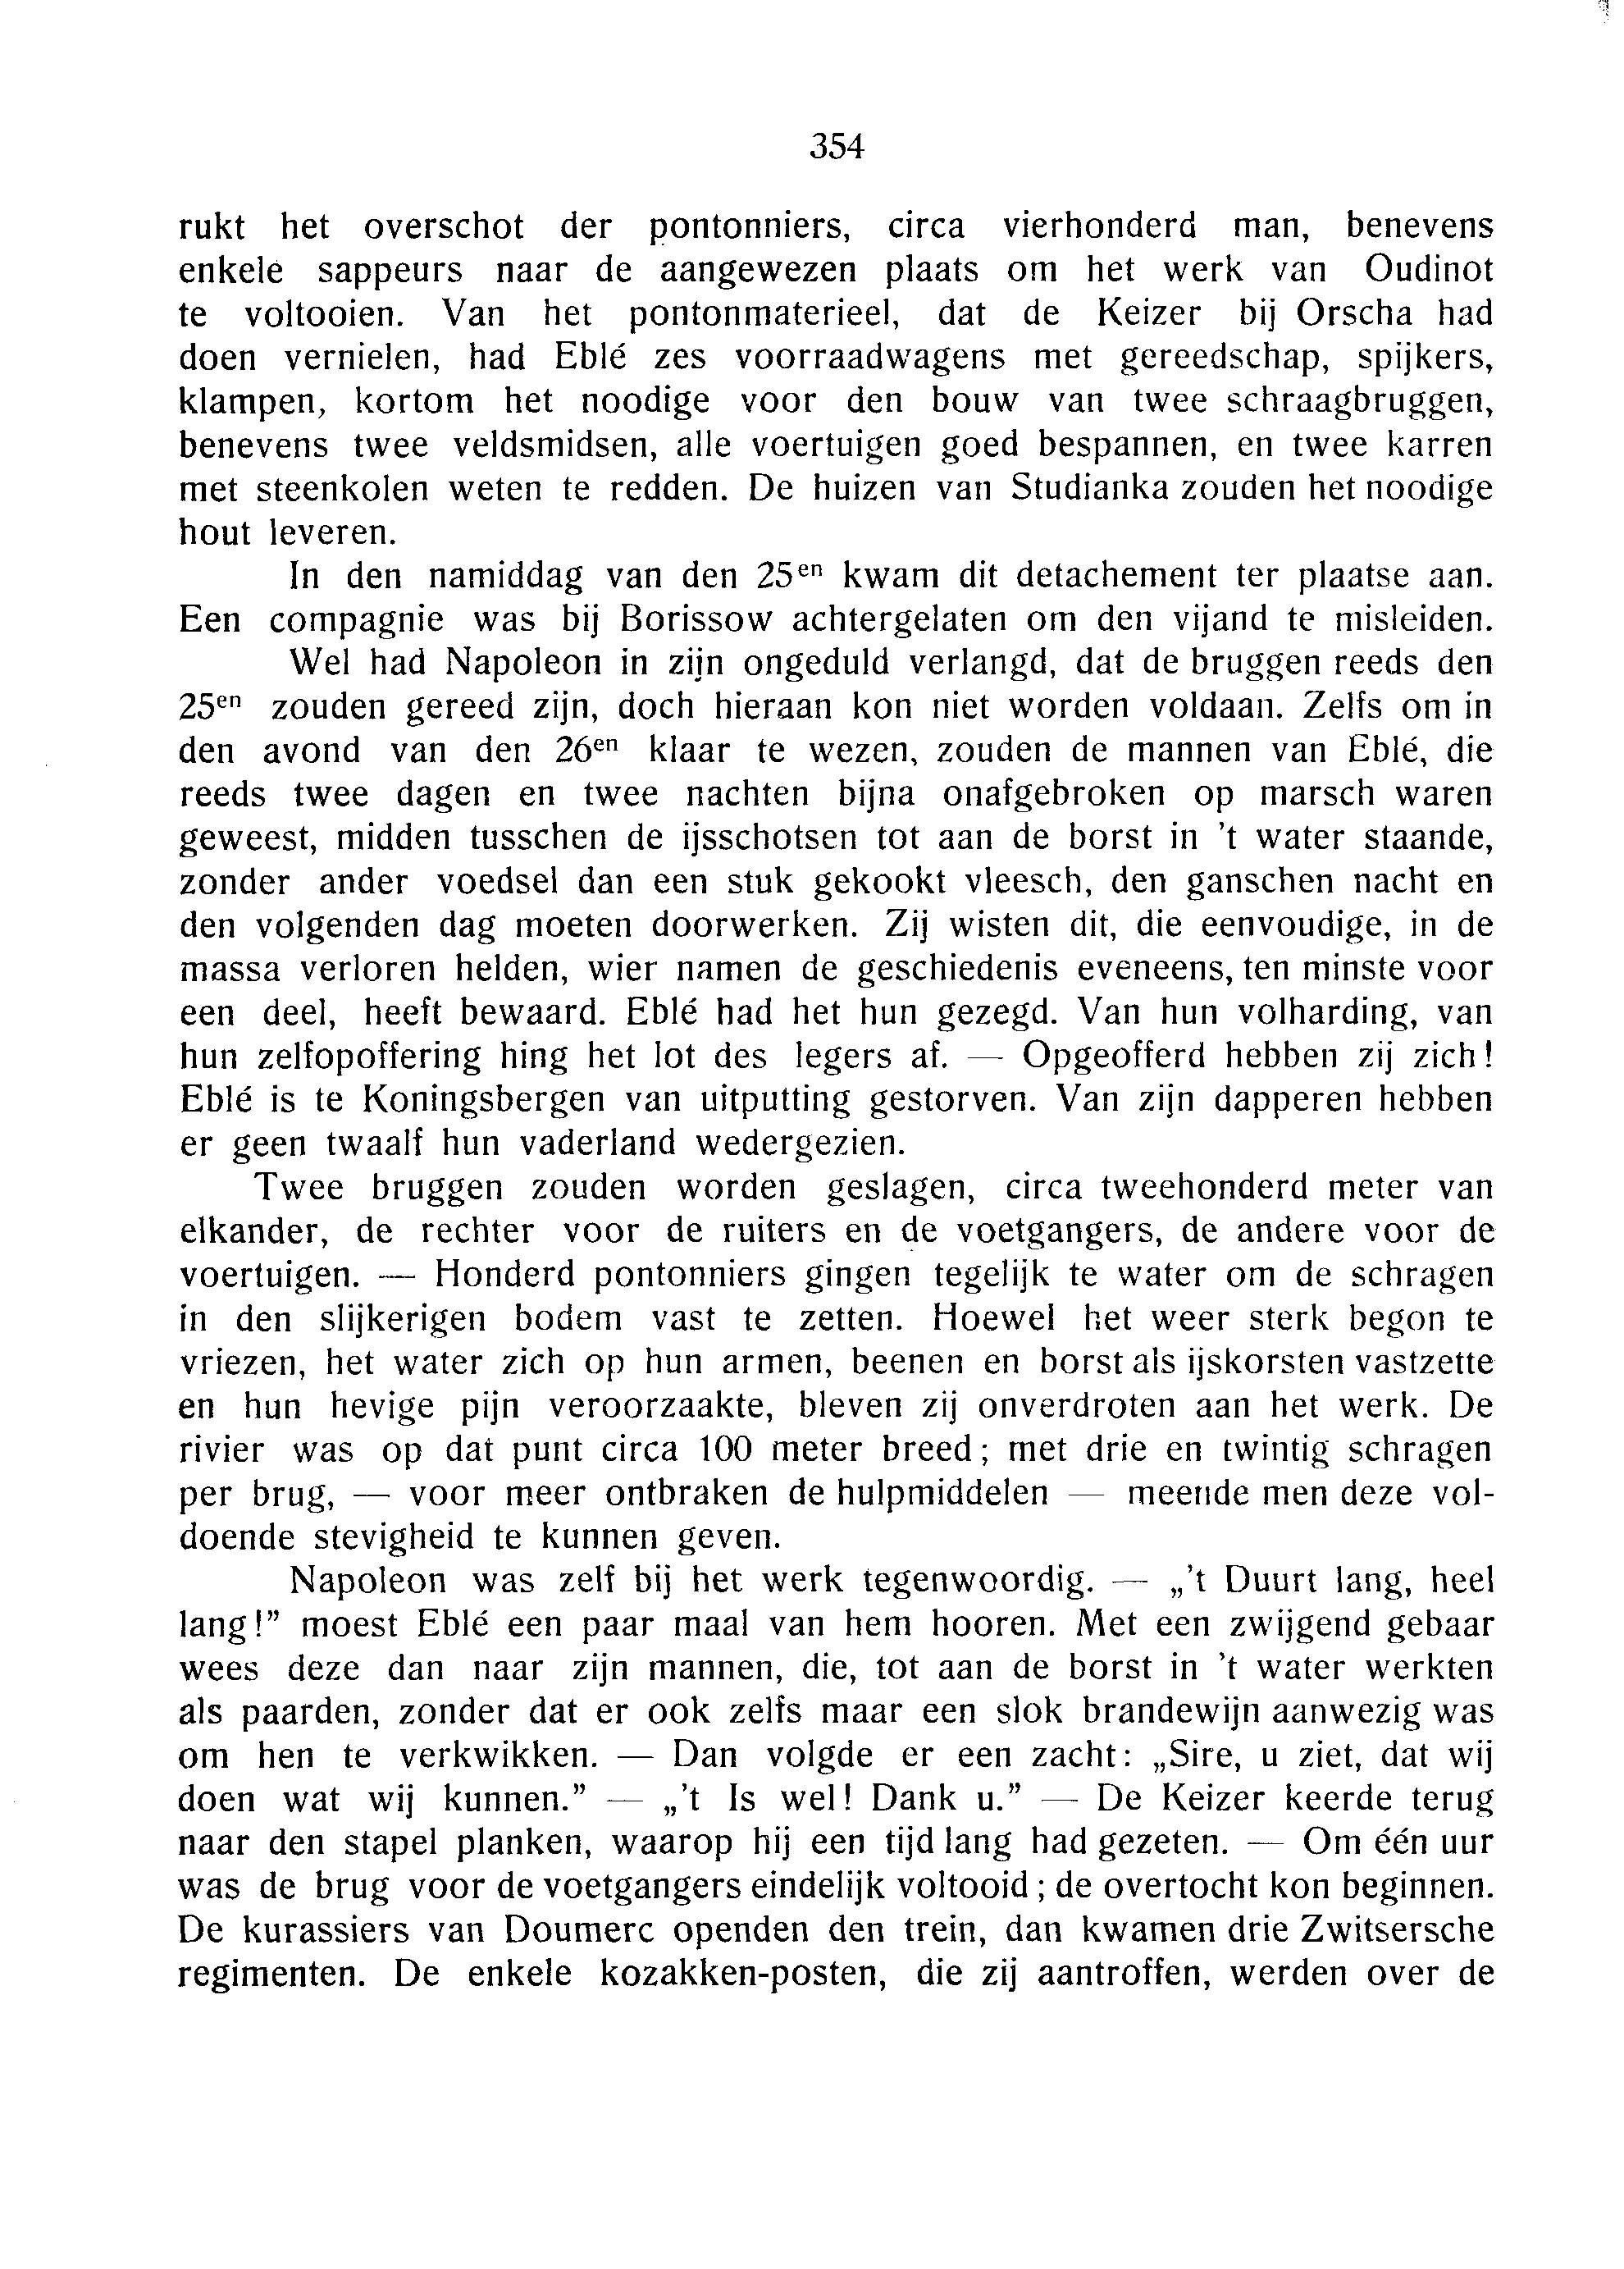 354
rukt het overschot der pontonniers, circa vierhonderd man, benevens
enkele sappeurs naar de aangewezen plaats om het werk van Oudinot
te voltooien. Van het pontonmaterieel, dat de Keizer bij Orscha had
doen vernielen, had Eblé zes voorraadwagens met gereedschap, spijkers,
klampen, kortom het noodige voor den bouw van twee schraagbruggen,
benevens twee veldsmidsen, alle voertuigen goed bespannen, en twee karren
met steenkolen weten te redden. De huizen van Studianka zouden het noodige
hout leveren.
In den namiddag van den 25en kwam dit detachement ter plaatse aan.
Een compagnie was bij Borissow achtergelaten om den vijand te misleiden.
Wel had Napoleon in zijn ongeduld verlangd, dat de bruggen reeds den
25en zouden gereed zijn, doch hieraan kon niet worden voldaan. Zelfs om in
den avond van den 26en klaar te wezen, zouden de mannen van Eblé, die
reeds twee dagen en twee nachten bijna onafgebroken op marsch waren
geweest, midden tusschen de ijsschotsen tot aan de borst in 't water staande,
zonder ander voedsel dan een stuk gekookt vleesch, den ganschen nacht en
den volgenden dag moeten doorwerken. Zij wisten dit, die eenvoudige, in de
massa verloren helden, wier namen de geschiedenis eveneens, ten minste voor
een deel, heeft bewaard. Eblé had het hun gezegd. Van hun volharding, van
hun zelfopoffering hing het lot des legers af. — Opgeofferd hebben zij zich!
Eblé is te Koningsbergen van uitputting gestorven. Van zijn dapperen hebben
er geen twaalf hun vaderland wedergezien.
Twee bruggen zouden worden geslagen, circa tweehonderd meter van
elkander, de rechter voor de ruiters en de voetgangers, de andere voor de
voertuigen. — Honderd pontonniers gingen tegelijk te water om de schragen
in den slijkerigen bodem vast te zetten. Hoewel het weer sterk begon te
vriezen, het water zich op hun armen, beenen en borst als ijskorsten vastzette
en hun hevige pijn veroorzaakte, bleven zij onverdroten aan het werk. De
rivier was op dat punt circa 100 meter breed; met drie en twintig schragen
per brug, — voor meer ontbraken de hulpmiddelen — meende men deze vol-
doende stevigheid te kunnen geven.
Napoleon was zelf bij het werk tegenwoordig. — „'t Duurt lang, heel
lang!” moest Eblé een paar maal van hem hooren. Met een zwijgend gebaar
wees deze dan naar zijn mannen, die, tot aan de borst in 't water werkten
als paarden, zonder dat er ook zelfs maar een slok brandewijn aanwezig was
om hen te verkwikken. — Dan volgde er een zacht: „Sire, u ziet, dat wij
doen wat wij kunnen.” — „'t Is wel! Dank u.” — De Keizer keerde terug
naar den stapel planken, waarop hij een tijd lang had gezeten. — Om één uur
was de brug voor de voetgangers eindelijk voltooid; de overtocht kon beginnen.
De kurassiers van Doumerc openden den trein, dan kwamen drie Zwitsersche
regimenten. De enkele kozakken-posten, die zij aantroffen, werden over de